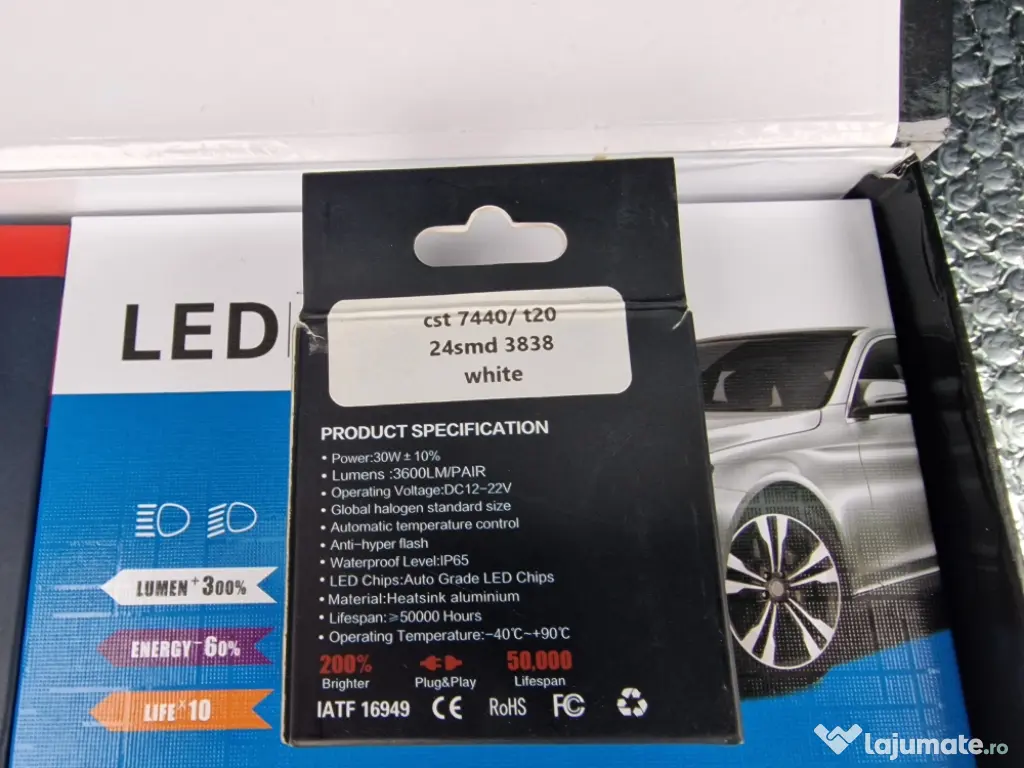 LED
cst 7440/ t20
24smd 3838
white
PRODUCT SPECIFICATION
• Power:30W ± 10%
• Lumens :3600LM/PAIR
• Operating Voltage:DC12-22V
• Global halogen standard size
• Automatic temperature control
• Anti-hyper flash
• Waterproof Level:IP65
• LED Chips:Auto Grade LED Chips
• Material:Heatsink aluminium
• Lifespan:≥50000 Hours
• Operating Temperature:-40℃~+90℃
200% 50,000
Brighter Plug&Play Lifespan
IATF 16949 CE RoHS FC
LUMEN +300%
ENERGY -60%
LIFE ×10
lajumate.ro